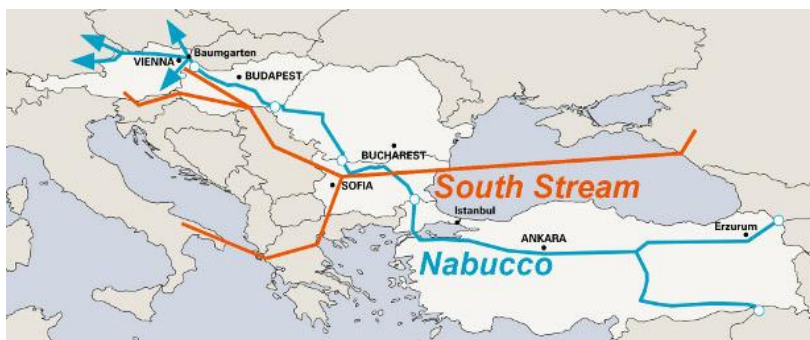 Baumgarten
VIENNA
BUDAPEST
BUCHAREST
SOFIA
South Stream
Istanbul
ANKARA
Erzurum
Nabucco